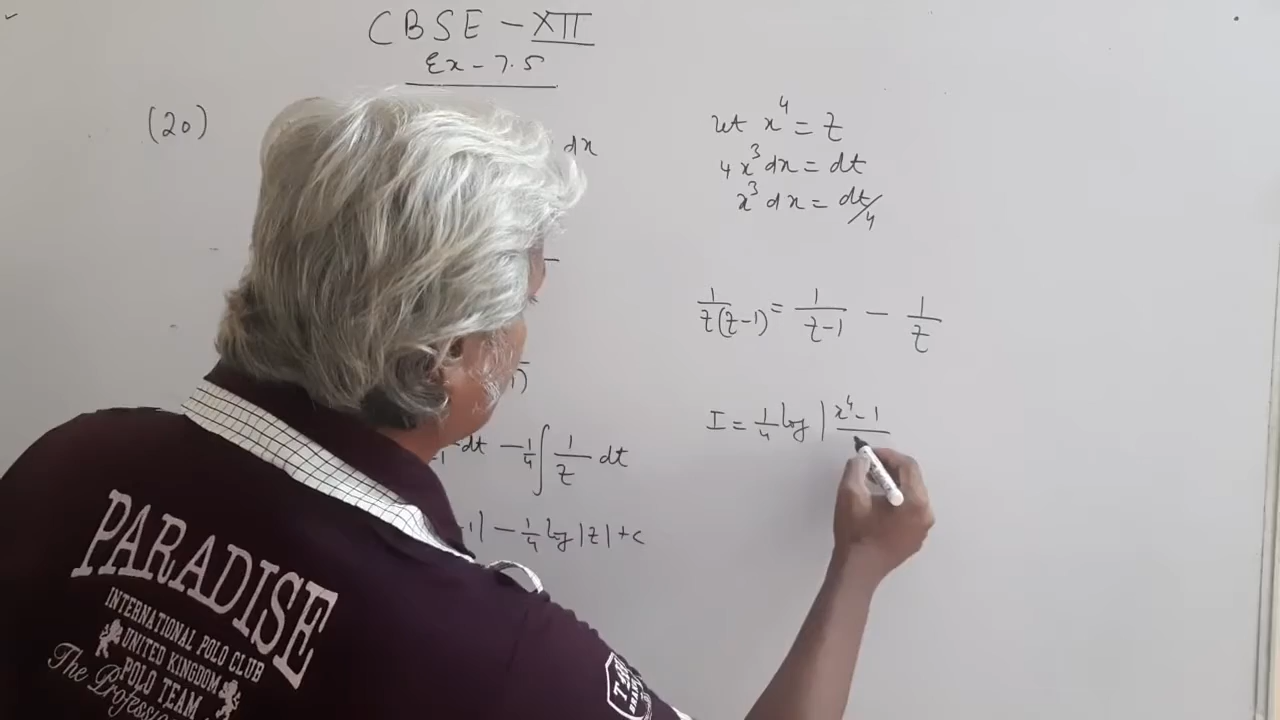 CBSE - XII
Ex - 7.5
(20)
dx
let x⁴ = z
4x³ dx = dt
x³ dx = dt/4
1/z(z-1) = 1/z-1 - 1/z
I = 1/4 log |x⁴-1
dt - 1/4 ∫ 1/z dt
1| - 1/4 log |z| + c
PARADISE
INTERNATIONAL POLO CLUB
UNITED KINGDOM
POLO TEAM
The